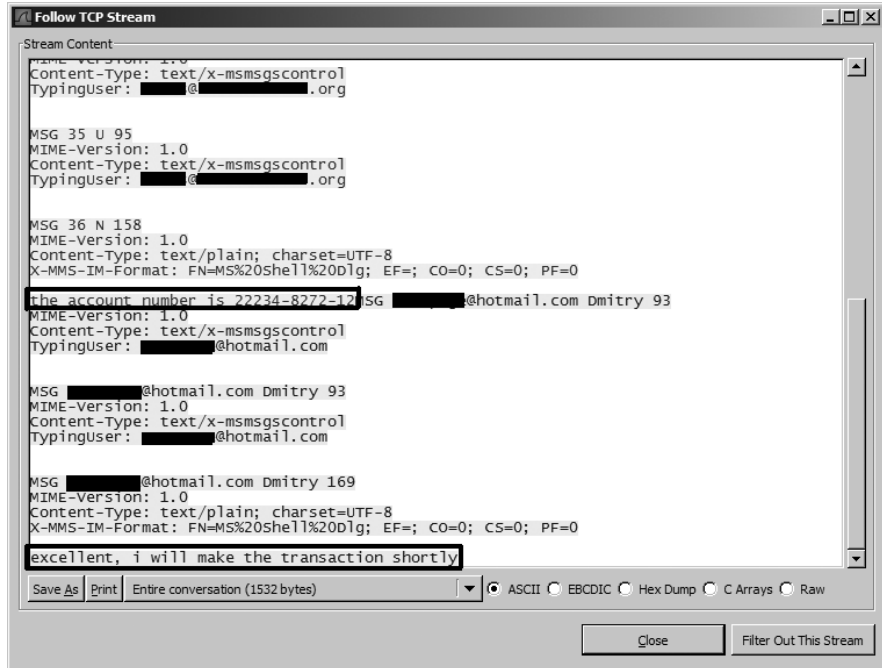 Follow TCP Stream
Stream Content
MIME-Version: 1.0
Content-Type: text/x-msmsgscontrol
TypingUser: @ .org
MSG 35 U 95
MIME-Version: 1.0
Content-Type: text/x-msmsgscontrol
TypingUser: @ .org
MSG 36 N 158
MIME-Version: 1.0
Content-Type: text/plain; charset=UTF-8
X-MMS-IM-Format: FN=MS%20Shell%20Dlg; EF=; CO=0; CS=0; PF=0
the account number is 22234-8272-12MSG @hotmail.com Dmitry 93
MIME-Version: 1.0
Content-Type: text/x-msmsgscontrol
TypingUser: @hotmail.com
MSG @hotmail.com Dmitry 93
MIME-Version: 1.0
Content-Type: text/x-msmsgscontrol
TypingUser: @hotmail.com
MSG @hotmail.com Dmitry 169
MIME-Version: 1.0
Content-Type: text/plain; charset=UTF-8
X-MMS-IM-Format: FN=MS%20Shell%20Dlg; EF=; CO=0; CS=0; PF=0
excellent, i will make the transaction shortly
Save As Print Entire conversation (1532 bytes) ASCII EBCDIC Hex Dump C Arrays Raw
Close Filter Out This Stream